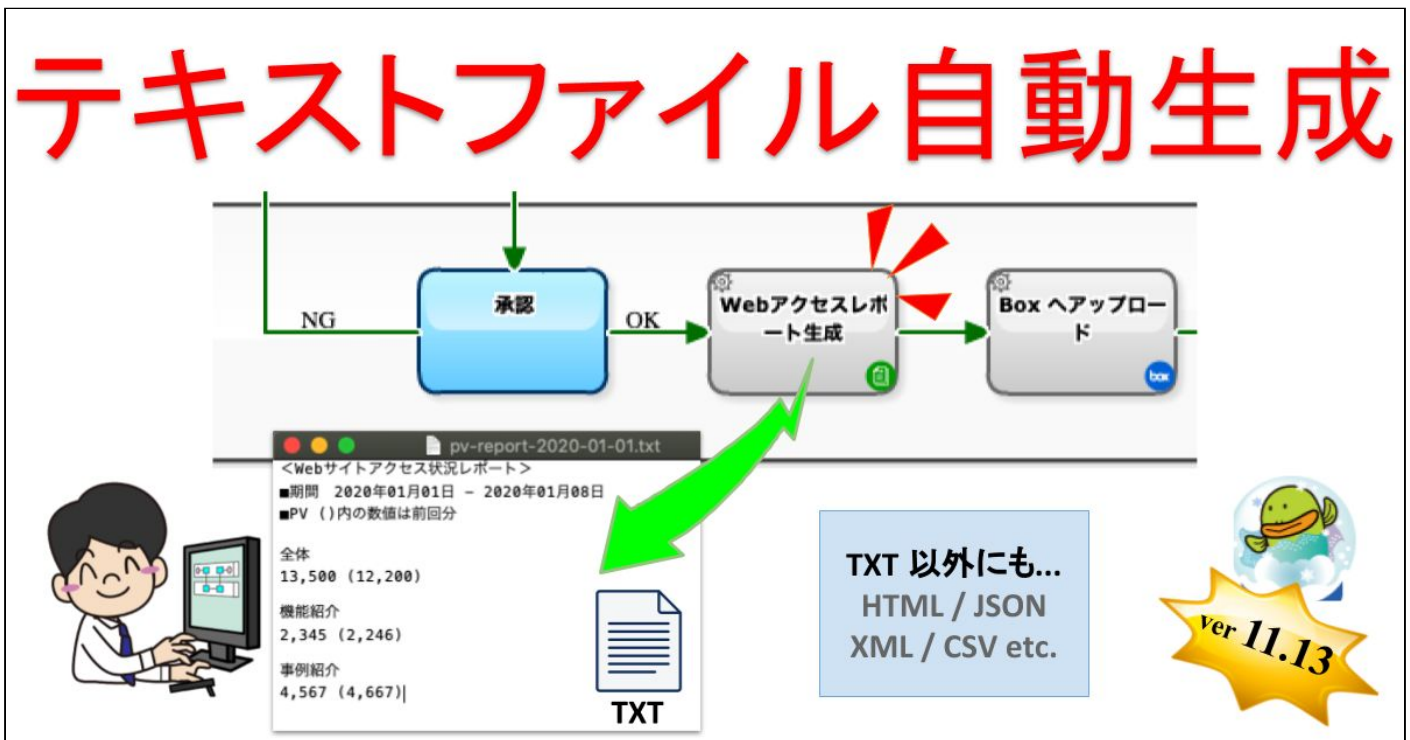 テキストファイル自動生成
NG
承認
OK
Webアクセスレポ
ート生成
Box へアップロー
ド
box
pv-report-2020-01-01.txt
＜Webサイトアクセス状況レポート＞
■期間　2020年01月01日 – 2020年01月08日
■PV ()内の数値は前回分
全体
13,500 (12,200)
機能紹介
2,345 (2,246)
事例紹介
4,567 (4,667)
TXT
TXT 以外にも...
HTML / JSON
XML / CSV etc.
ver 11.13